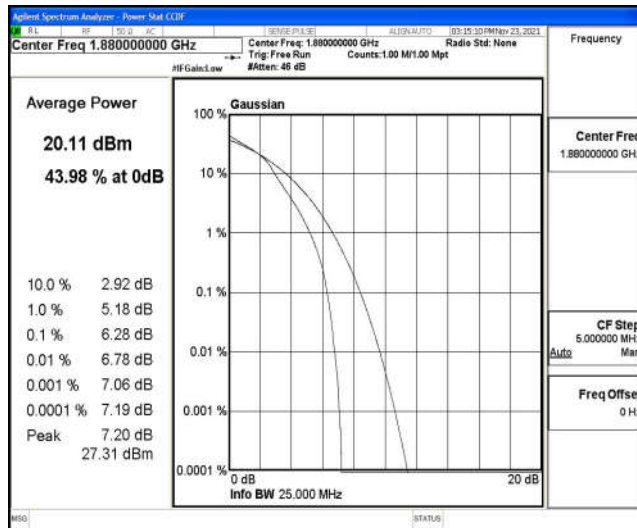 Agilent Spectrum Analyzer - Power Stat CCDF
RL RF 50 Ω AC SENSE:PULSE ALIGN AUTO 03:15:10 PM Nov 23, 2021
Center Freq 1.880000000 GHz
Center Freq: 1.880000000 GHz Radio Std: None
Trig: Free Run Counts:1.00 M/1.00 Mpt
#IFGain:Low #Atten: 46 dB
Frequency
Average Power
20.11 dBm
43.98 % at 0dB
10.0 % 2.92 dB
1.0 % 5.18 dB
0.1 % 6.28 dB
0.01 % 6.78 dB
0.001 % 7.06 dB
0.0001 % 7.19 dB
Peak 7.20 dB
27.31 dBm
Gaussian
100 %
10 %
1 %
0.1 %
0.01 %
0.001 %
0.0001 %
0 dB 20 dB
Info BW 25.000 MHz
Center Freq
1.880000000 GHz
CF Step
5.000000 MHz
Auto Man
Freq Offset
0 Hz
MSG STATUS